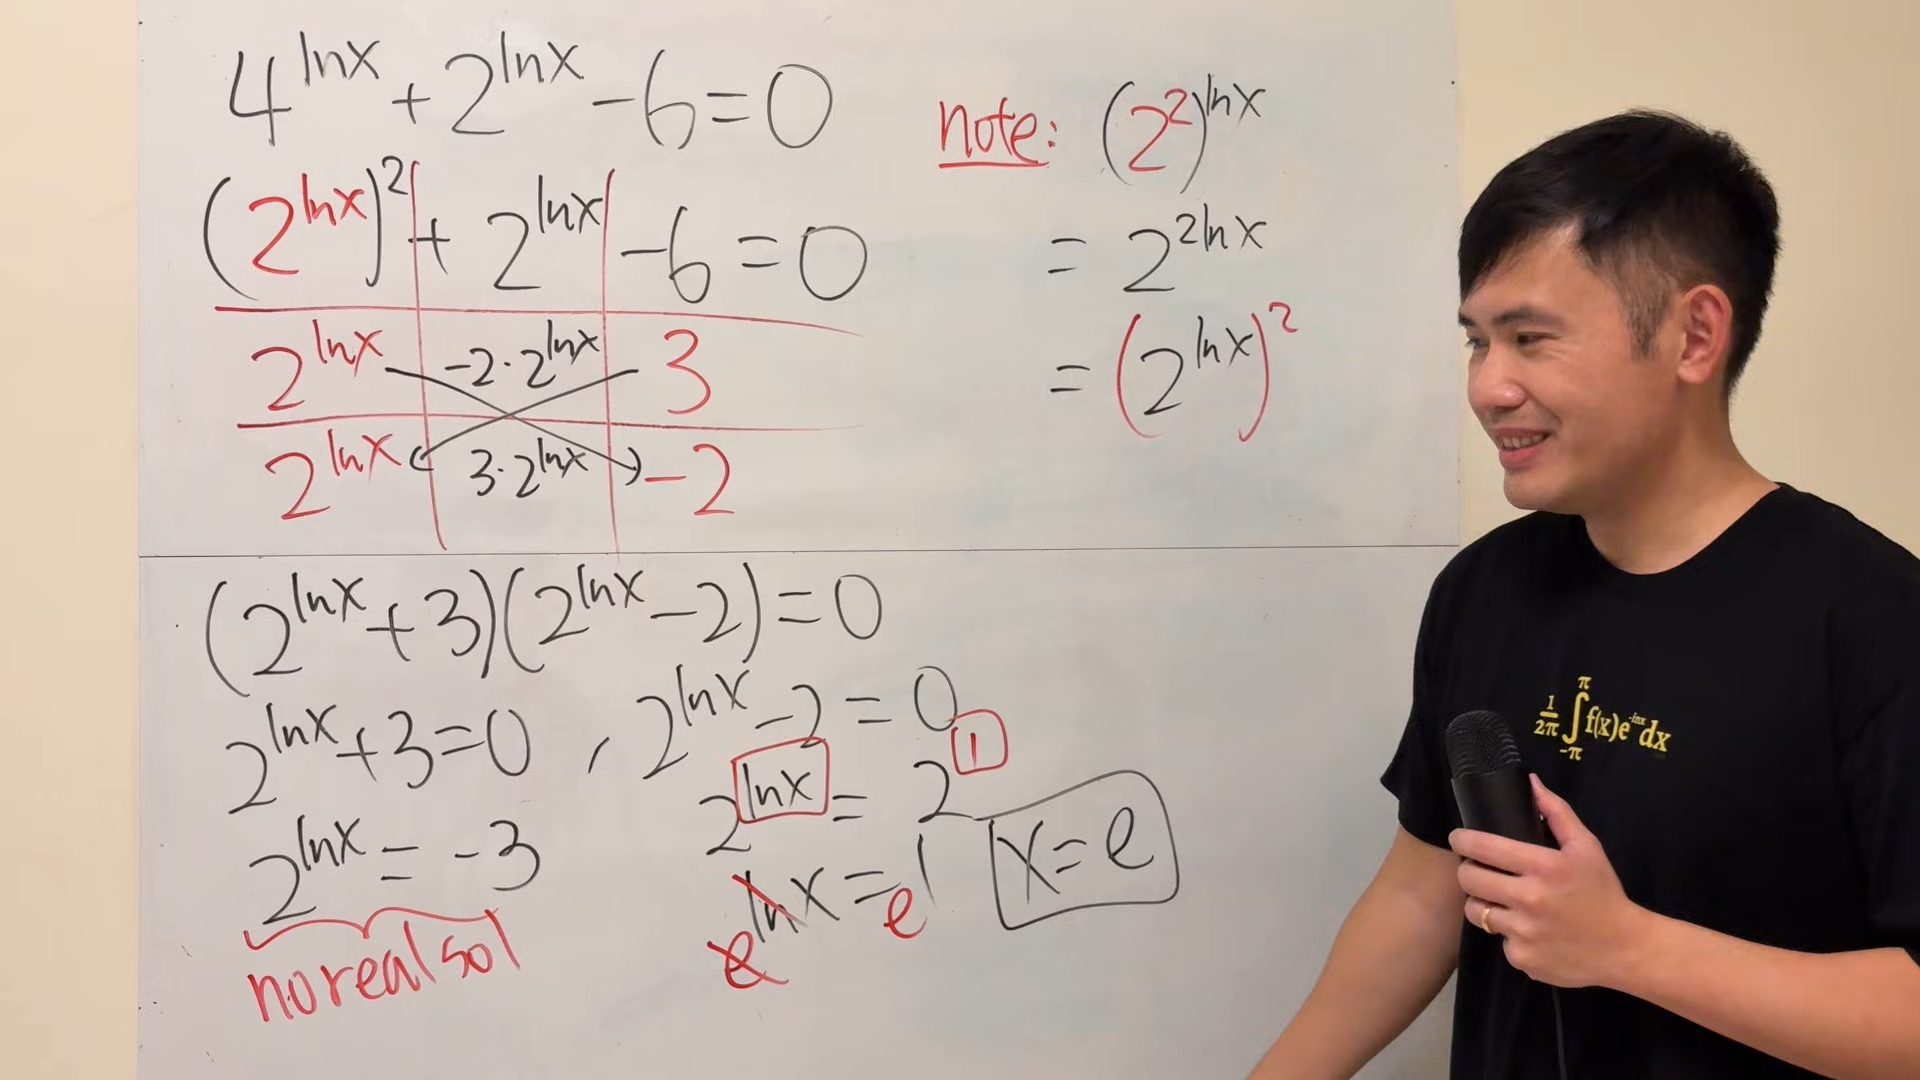 4^lnx + 2^lnx - 6 = 0
(2^lnx)^2 + 2^lnx - 6 = 0
2^lnx -2·2^lnx 3
2^lnx 3·2^lnx -2
note: (2^2)^lnx
= 2^2lnx
= (2^lnx)^2
(2^lnx + 3)(2^lnx - 2) = 0
2^lnx + 3 = 0 , 2^lnx - 2 = 0
2^lnx = -3
no real sol
2^lnx = 2^1
e^lnx = e^1
x = e
1/2π ∫_-π^π f(x)e^-inx dx